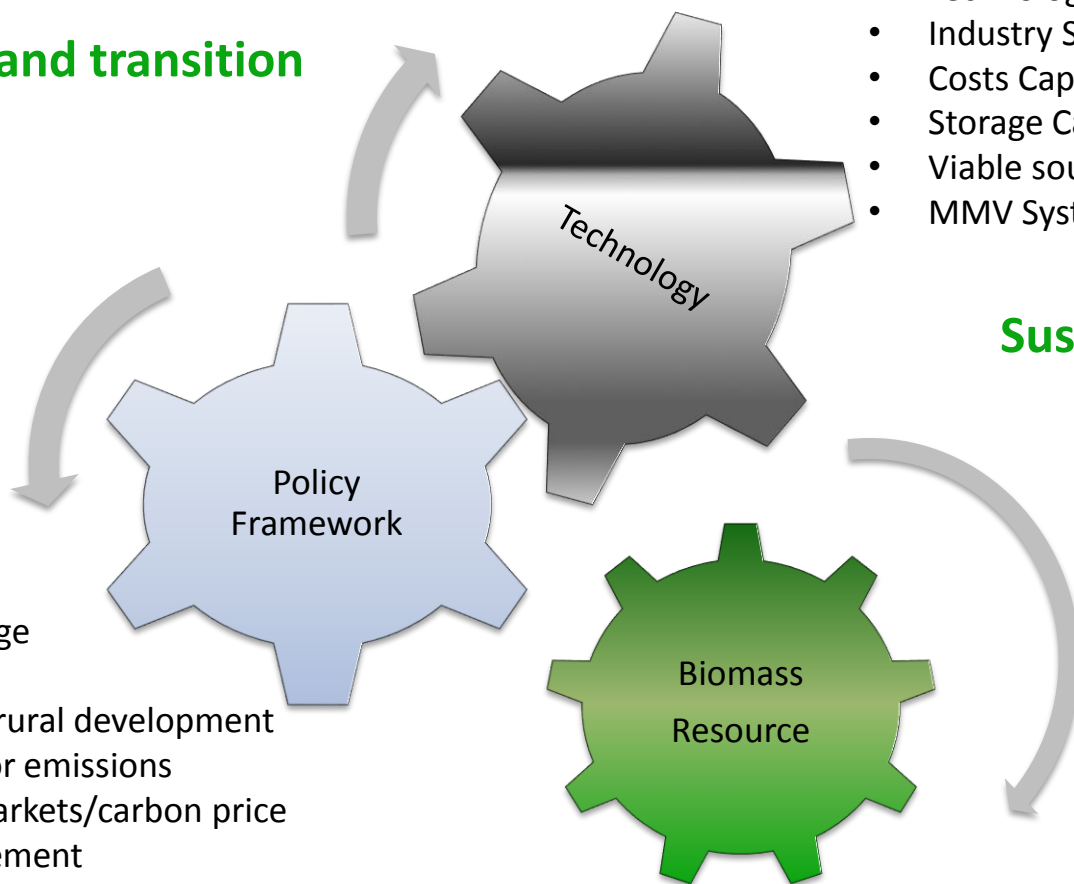 and transition
• Industry S
• Costs Cap
• Storage Ca
• Viable sou
• MMV Syst
Technology
Sus
Policy
Framework
ge
rural development
or emissions
arkets/carbon price
ement
Biomass
Resource